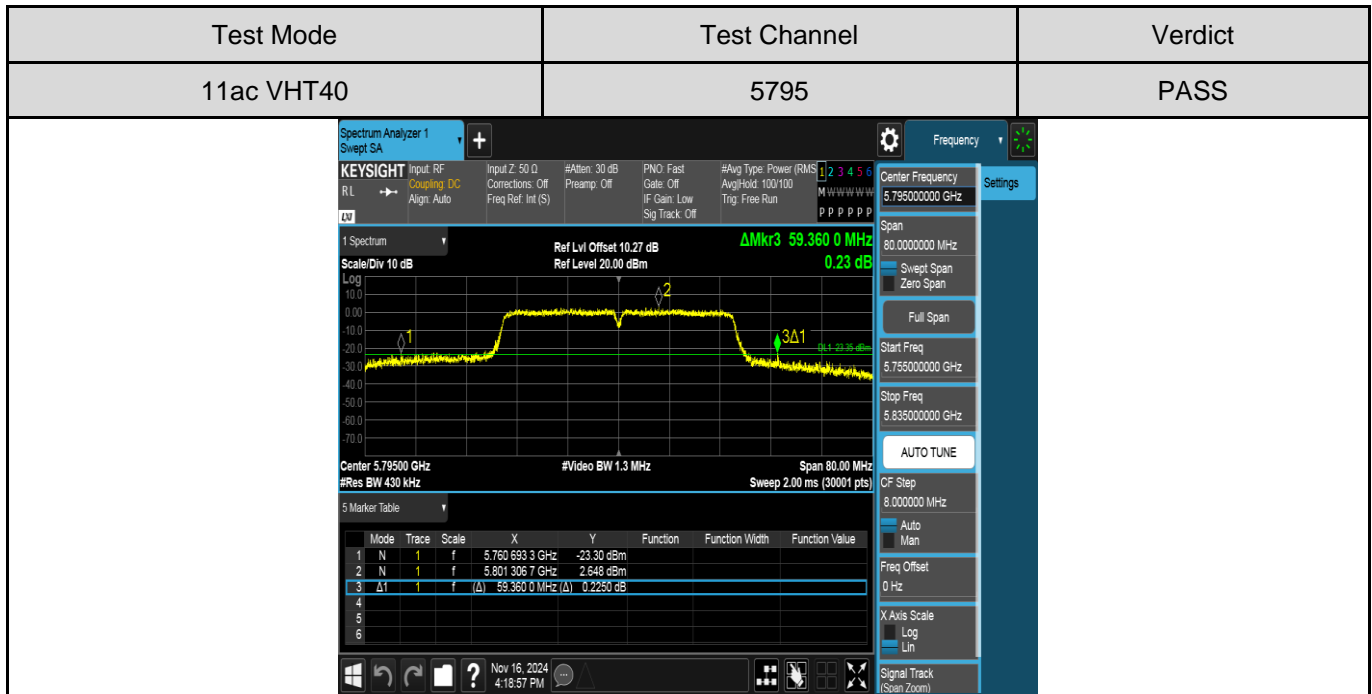 Test Mode Test Channel Verdict
11ac VHT40 5795 PASS
Spectrum Analyzer 1
Swept SA
+
Frequency
KEYSIGHT
RL
LXI
Input: RF
Coupling: DC
Align: Auto
Input Z: 50 Ω
Corrections: Off
Freq Ref: Int (S)
#Atten: 30 dB
Preamp: Off
PNO: Fast
Gate: Off
IF Gain: Low
Sig Track: Off
#Avg Type: Power (RMS
Avg|Hold: 100/100
Trig: Free Run
1 2 3 4 5 6
M W W W W W
P P P P P P
1 Spectrum
Scale/Div 10 dB
Ref Lvl Offset 10.27 dB
Ref Level 20.00 dBm
ΔMkr3 59.360 0 MHz
0.23 dB
Log
10.0
0.00
-10.0
-20.0
-30.0
-40.0
-50.0
-60.0
-70.0
1
2
3Δ1
DL1 -23.35 dBm
Center 5.79500 GHz #Video BW 1.3 MHz Span 80.00 MHz
#Res BW 430 kHz Sweep 2.00 ms (30001 pts)
5 Marker Table
Mode Trace Scale X Y Function Function Width Function Value
1 N 1 f 5.760 693 3 GHz -23.30 dBm
2 N 1 f 5.801 306 7 GHz 2.648 dBm
3 Δ1 1 f (Δ) 59.360 0 MHz (Δ) 0.2250 dB
4
5
6
?
Nov 16, 2024
4:18:57 PM
Center Frequency
5.795000000 GHz
Settings
Span
80.0000000 MHz
Swept Span
Zero Span
Full Span
Start Freq
5.755000000 GHz
Stop Freq
5.835000000 GHz
AUTO TUNE
CF Step
8.000000 MHz
Auto
Man
Freq Offset
0 Hz
X Axis Scale
Log
Lin
Signal Track
(Span Zoom)